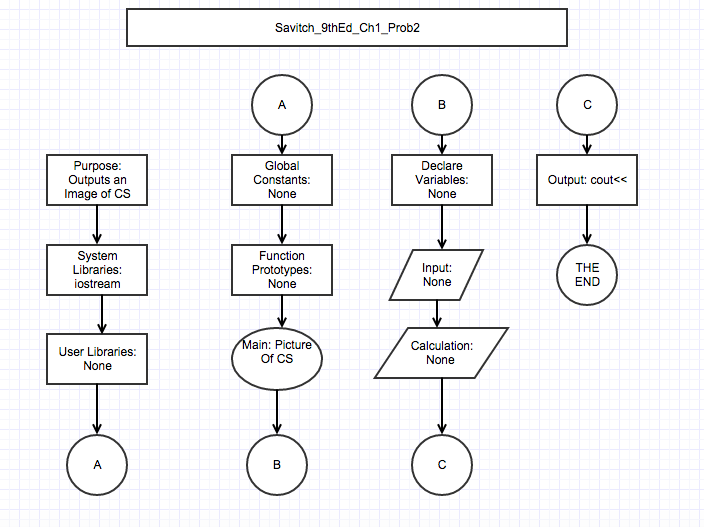 Savitch_9thEd_Ch1_Prob2
Purpose:
Outputs an
Image of CS
System
Libraries:
iostream
User Libraries:
None
A
A
Global
Constants:
None
Function
Prototypes:
None
Main: Picture
Of CS
B
B
Declare
Variables:
None
Input:
None
Calculation:
None
C
C
Output: cout<<
THE
END